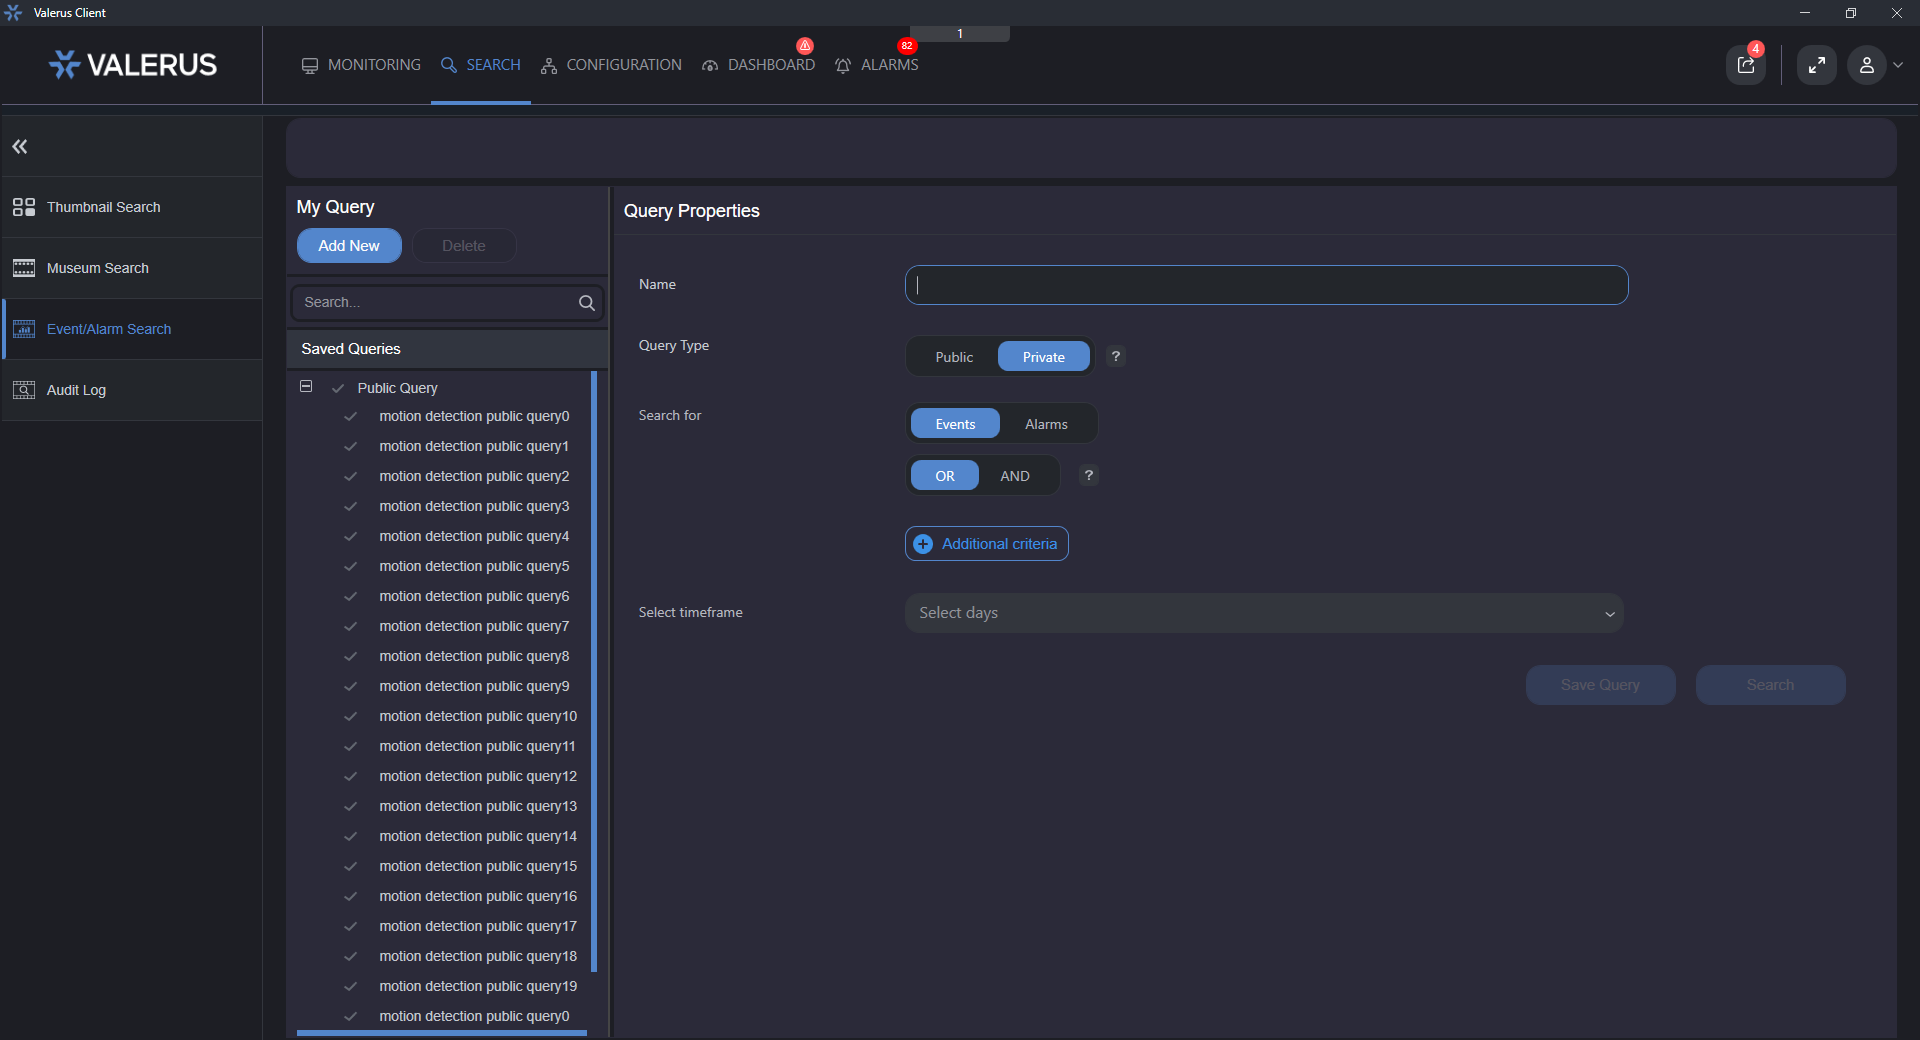 Valerus Client
1
VALERUS
MONITORING
SEARCH
CONFIGURATION
DASHBOARD
82
ALARMS
4
Thumbnail Search
Museum Search
Event/Alarm Search
Audit Log
My Query
Add New
Delete
Search...
Saved Queries
Public Query
motion detection public query0
motion detection public query1
motion detection public query2
motion detection public query3
motion detection public query4
motion detection public query5
motion detection public query6
motion detection public query7
motion detection public query8
motion detection public query9
motion detection public query10
motion detection public query11
motion detection public query12
motion detection public query13
motion detection public query14
motion detection public query15
motion detection public query16
motion detection public query17
motion detection public query18
motion detection public query19
motion detection public query0
Query Properties
Name
Query Type
Public
Private
?
Search for
Events
Alarms
OR
AND
?
Additional criteria
Select timeframe
Select days
Save Query
Search